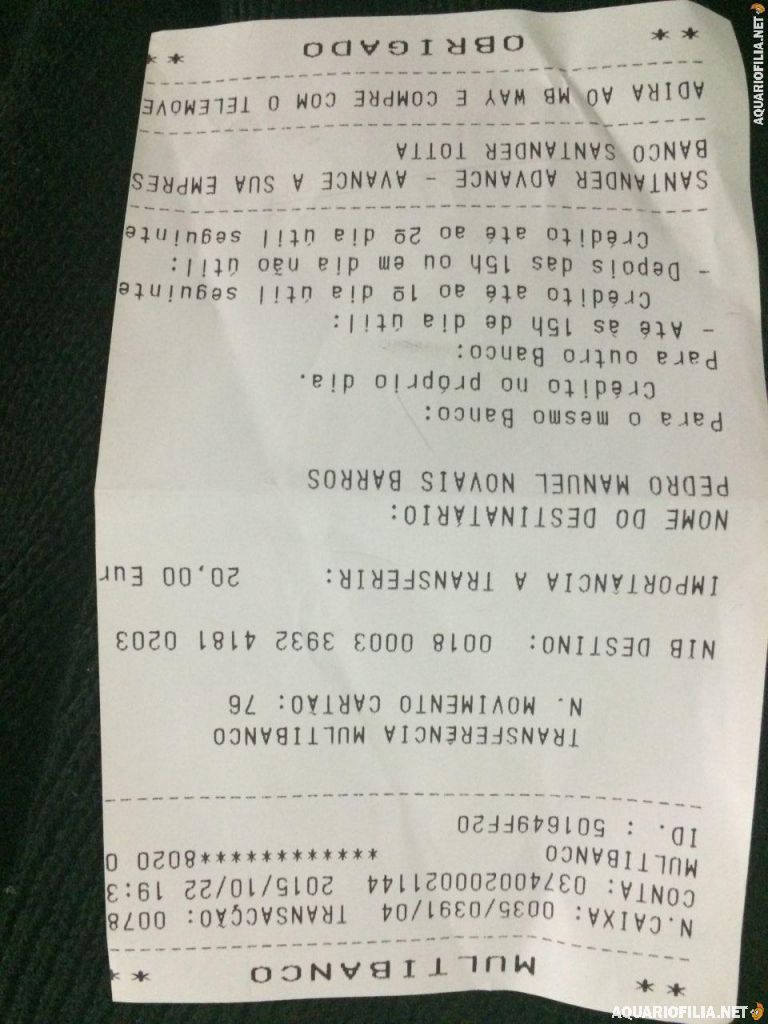 ** MULTIBANCO **
N.CAIXA: 0035/0391/04 TRANSACÇÃO: 0078
CONTA: 03740020021144 2015/10/22 19:3
MULTIBANCO ************8020 0
ID. : 501649FF20
TRANSFERÊNCIA MULTIBANCO
N. MOVIMENTO CARTÃO: 76
NIB DESTINO: 0018 0003 3932 4181 0203
IMPORTÂNCIA A TRANSFERIR: 20,00 Eur
NOME DO DESTINATÁRIO:
PEDRO MANUEL NOVAIS BARROS
Para o mesmo Banco:
Crédito no próprio dia.
Para outro Banco:
- Até às 15h de dia útil:
Crédito até ao 1º dia útil seguinte
- Depois das 15h ou em dia não útil:
Crédito até ao 2º dia útil seguinte
SANTANDER ADVANCE - AVANCE A SUA EMPRES
BANCO SANTANDER TOTTA
ADIRA AO MB WAY E COMPRE COM O TELEMOVE
** OBRIGADO **
AQUARIOFILIA.NET
AQUARIOFILIA.NET